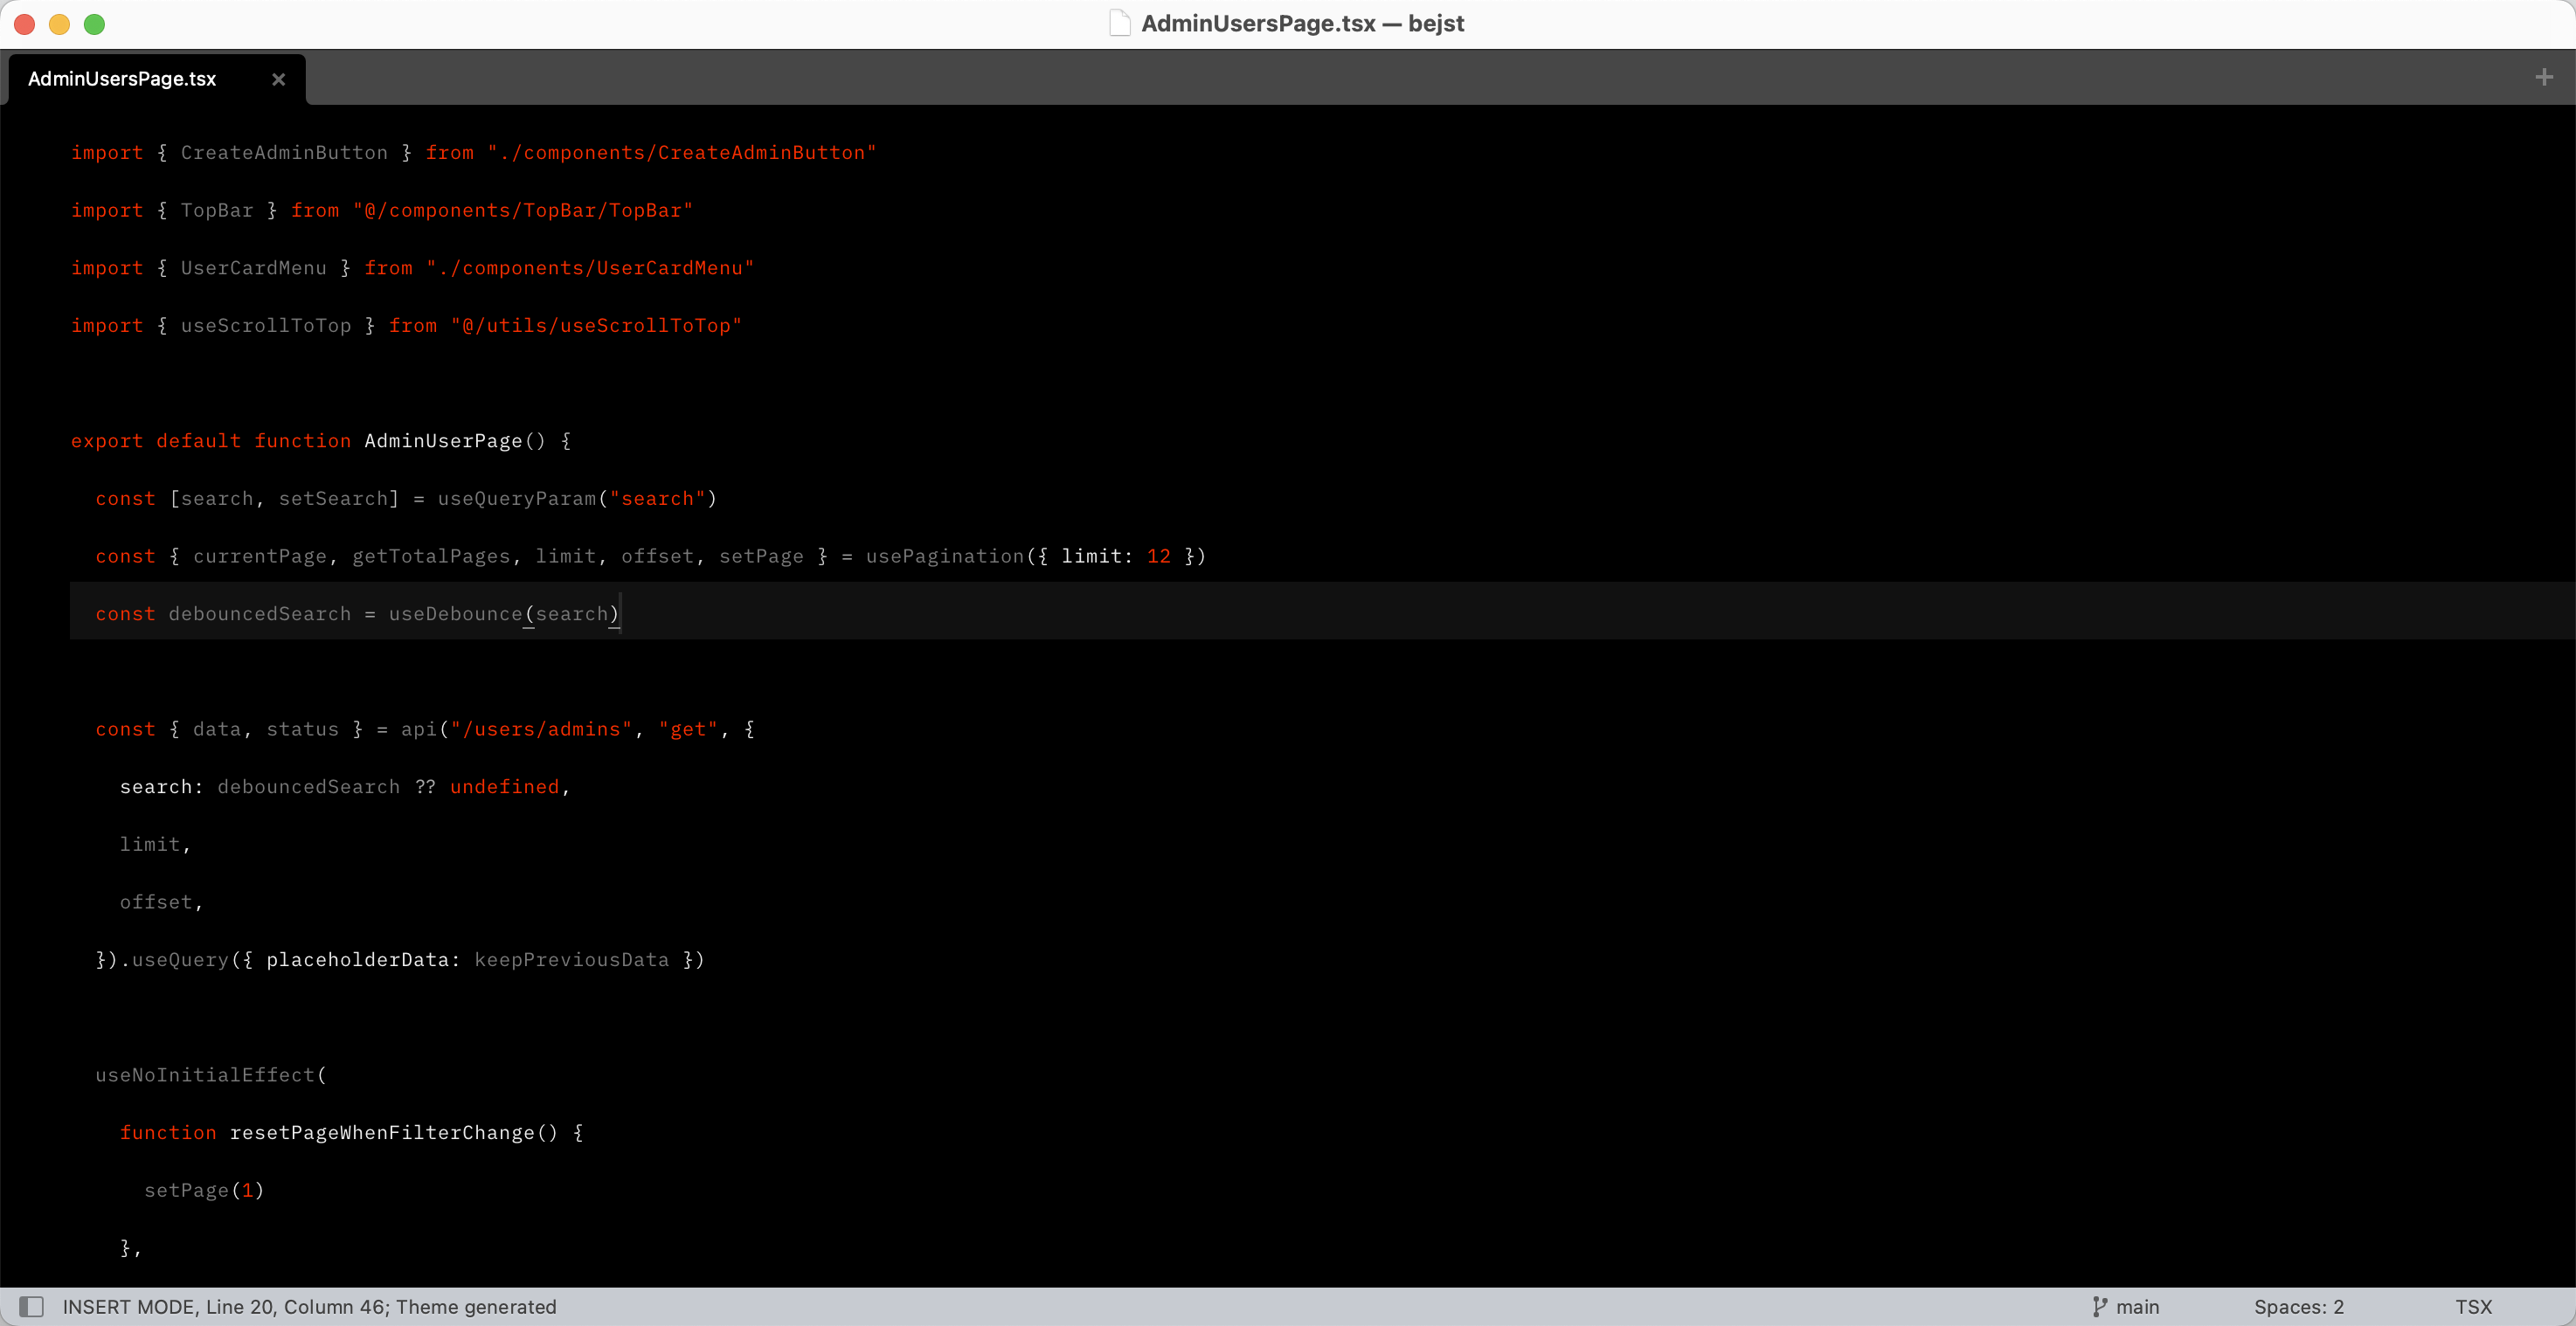 AdminUsersPage.tsx — bejst
AdminUsersPage.tsx
import { CreateAdminButton } from "./components/CreateAdminButton"
import { TopBar } from "@/components/TopBar/TopBar"
import { UserCardMenu } from "./components/UserCardMenu"
import { useScrollToTop } from "@/utils/useScrollToTop"
export default function AdminUserPage() {
  const [search, setSearch] = useQueryParam("search")
  const { currentPage, getTotalPages, limit, offset, setPage } = usePagination({ limit: 12 })
  const debouncedSearch = useDebounce(search)
  const { data, status } = api("/users/admins", "get", {
    search: debouncedSearch ?? undefined,
    limit,
    offset,
  }).useQuery({ placeholderData: keepPreviousData })
  useNoInitialEffect(
    function resetPageWhenFilterChange() {
      setPage(1)
    },
INSERT MODE, Line 20, Column 46; Theme generated
main
Spaces: 2
TSX